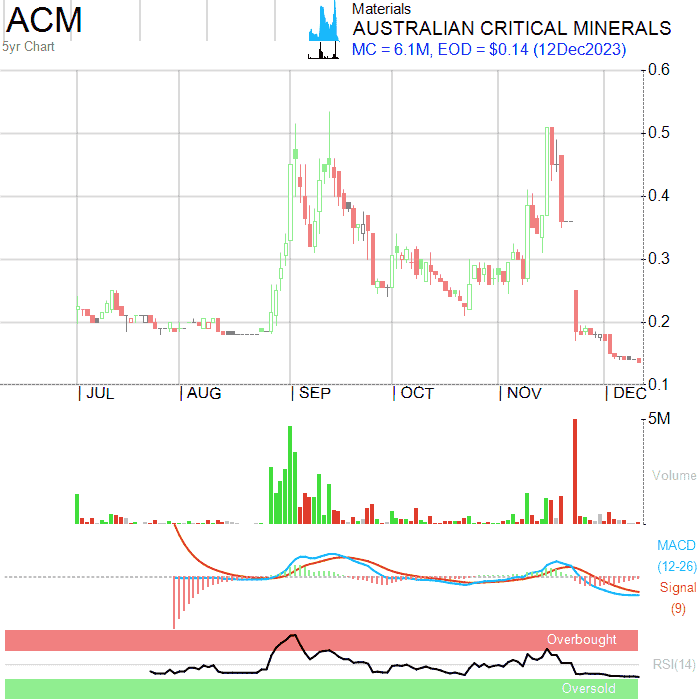 ACM
5yr Chart
Materials
AUSTRALIAN CRITICAL MINERALS
MC = 6.1M, EOD = $0.14 (12Dec2023)
0.6
0.5
0.4
0.3
0.2
0.1
| JUL | AUG | SEP | OCT | NOV | DEC
5M
Volume
MACD
(12-26)
Signal
(9)
Overbought
RSI(14)
Oversold